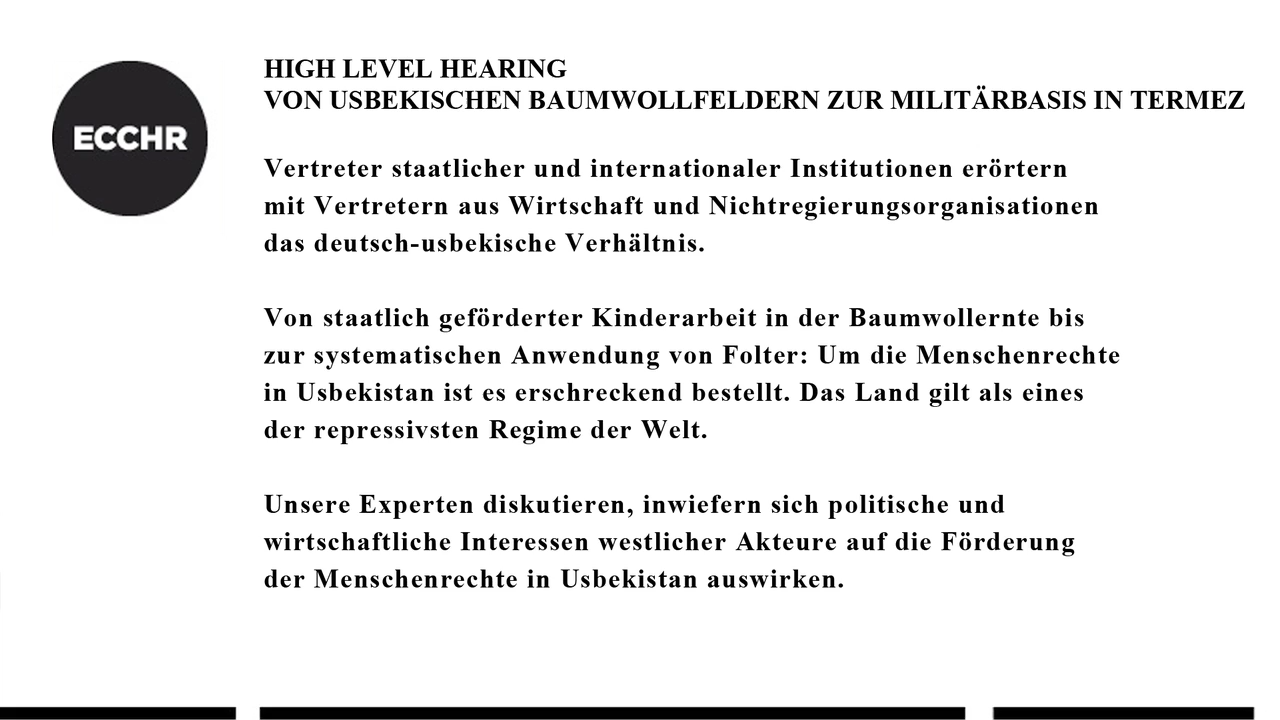 ECCHR
HIGH LEVEL HEARING
VON USBEKISCHEN BAUMWOLLFELDERN ZUR MILITÄRBASIS IN TERMEZ
Vertreter staatlicher und internationaler Institutionen erörtern
mit Vertretern aus Wirtschaft und Nichtregierungsorganisationen
das deutsch-usbekische Verhältnis.
Von staatlich geförderter Kinderarbeit in der Baumwollernte bis
zur systematischen Anwendung von Folter: Um die Menschenrechte
in Usbekistan ist es erschreckend bestellt. Das Land gilt als eines
der repressivsten Regime der Welt.
Unsere Experten diskutieren, inwiefern sich politische und
wirtschaftliche Interessen westlicher Akteure auf die Förderung
der Menschenrechte in Usbekistan auswirken.